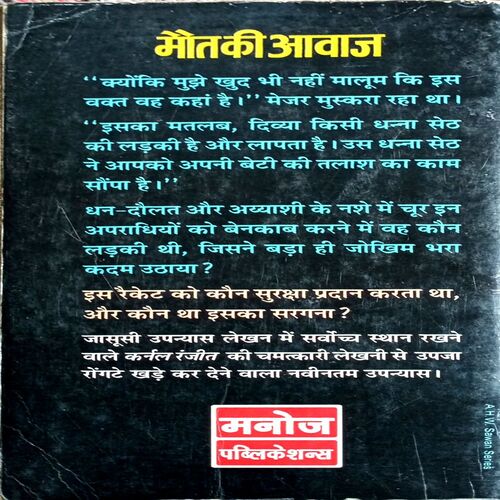 मौत की आवाज
‘‘क्योंकि मुझे खुद भी नहीं मालूम कि इस
वक्त वह कहां है।’’ मेजर मुस्करा रहा था।
‘‘इसका मतलब, दिव्या किसी धन्ना सेठ
की लड़की है और लापता है। उस धन्ना सेठ
ने आपको अपनी बेटी की तलाश का काम
सौंपा है।’’
धन-दौलत और अय्याशी के नशे में चूर इन
अपराधियों को बेनकाब करने में वह कौन
लड़की थी, जिसने बड़ा ही जोखिम भरा
कदम उठाया?
इस रैकेट को कौन सुरक्षा प्रदान करता था,
और कौन था इसका सरगना?
जासूसी उपन्यास लेखन में सर्वोच्च स्थान रखने
वाले कर्नल रंजीत की चमत्कारी लेखनी से उपजा
रोंगटे खड़े कर देने वाला नवीनतम उपन्यास।
मनोज
पब्लिकेशन्स
A.H.W. Sawan Series